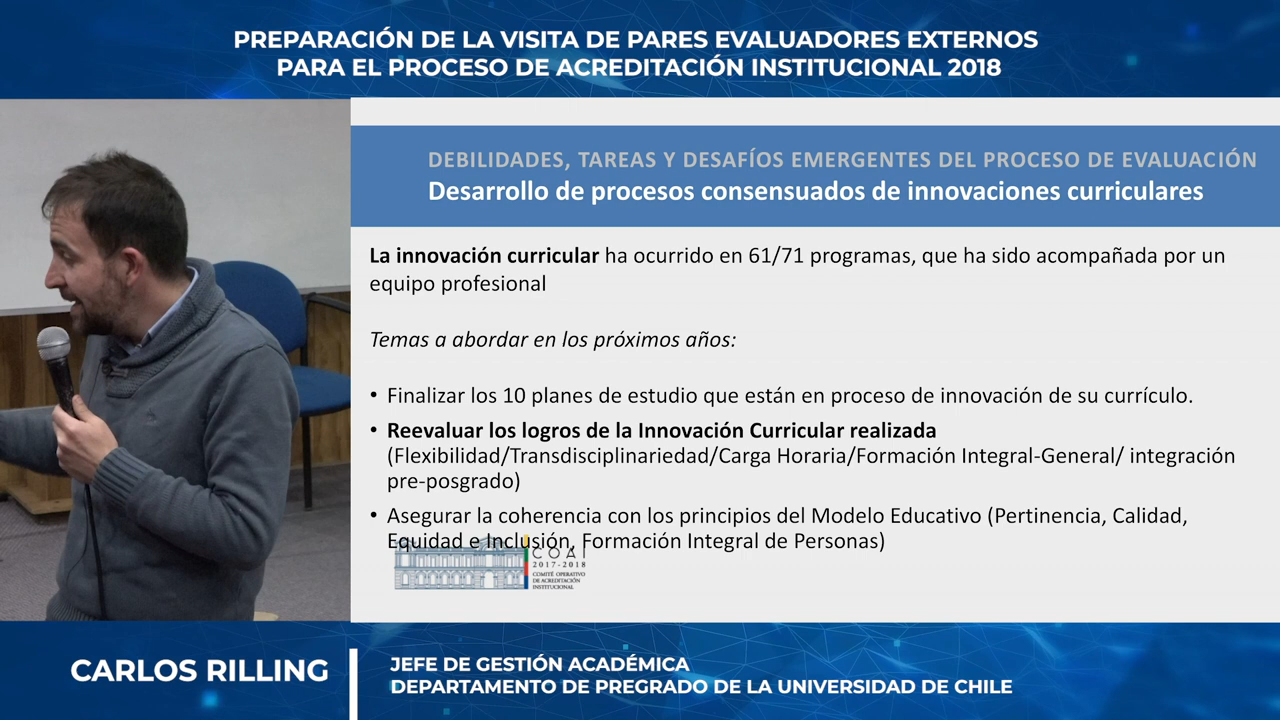 PREPARACIÓN DE LA VISITA DE PARES EVALUADORES EXTERNOS
PARA EL PROCESO DE ACREDITACIÓN INSTITUCIONAL 2018
DEBILIDADES, TAREAS Y DESAFÍOS EMERGENTES DEL PROCESO DE EVALUACIÓN
Desarrollo de procesos consensuados de innovaciones curriculares
La innovación curricular ha ocurrido en 61/71 programas, que ha sido acompañada por un
equipo profesional
Temas a abordar en los próximos años:
• Finalizar los 10 planes de estudio que están en proceso de innovación de su currículo.
• Reevaluar los logros de la Innovación Curricular realizada
(Flexibilidad/Transdisciplinariedad/Carga Horaria/Formación Integral-General/ integración
pre-posgrado)
• Asegurar la coherencia con los principios del Modelo Educativo (Pertinencia, Calidad,
Equidad e Inclusión, Formación Integral de Personas)
COAI
2017-2018
COMITÉ OPERATIVO
DE ACREDITACIÓN
INSTITUCIONAL
CARLOS RILLING
JEFE DE GESTIÓN ACADÉMICA
DEPARTAMENTO DE PREGRADO DE LA UNIVERSIDAD DE CHILE